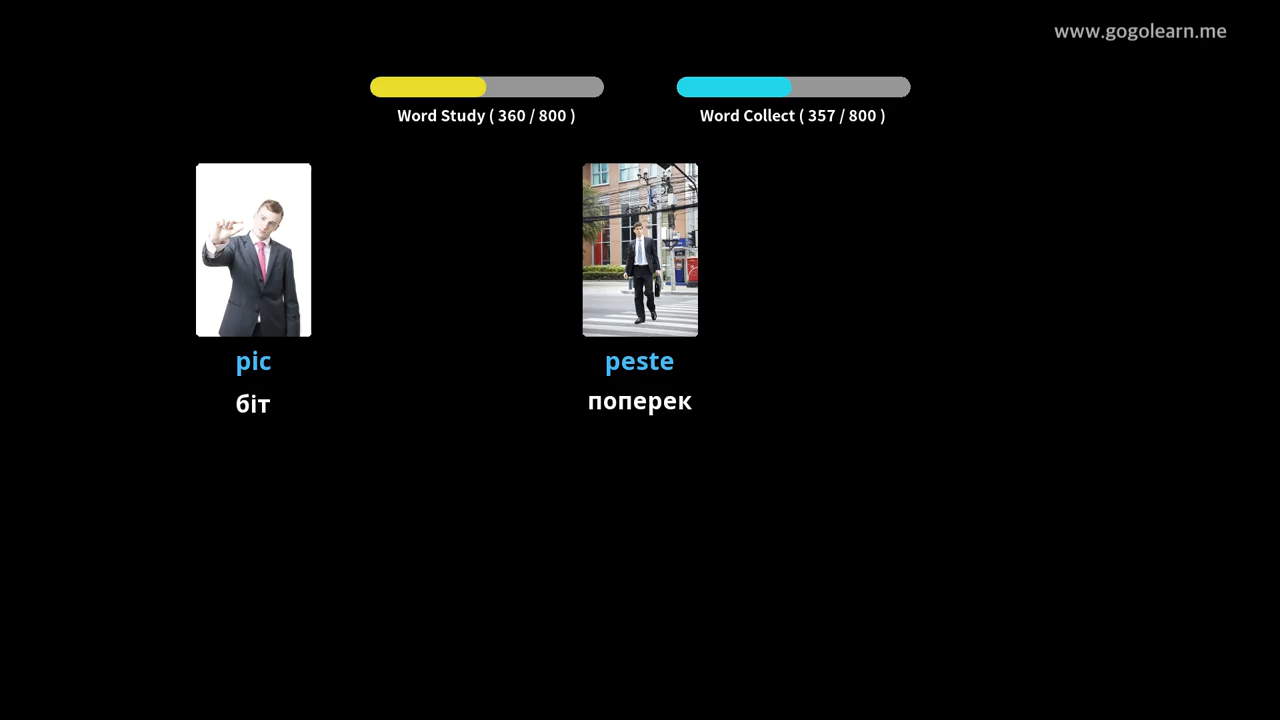 www.gogolearn.me
Word Study ( 360 / 800 )
Word Collect ( 357 / 800 )
pic
peste
біт
поперек